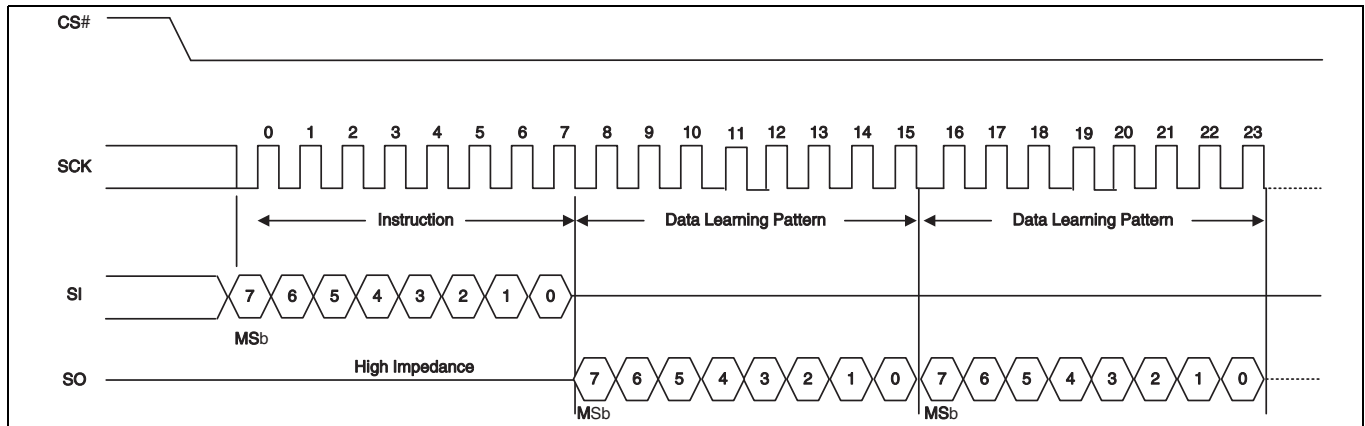 CS#
0 1 2 3 4 5 6 7 8 9 10 11 12 13 14 15 16 17 18 19 20 21 22 23
SCK
Instruction Data Learning Pattern Data Learning Pattern
SI 7 6 5 4 3 2 1 0
MSb
High Impedance
SO 7 6 5 4 3 2 1 0 7 6 5 4 3 2 1 0
MSb MSb